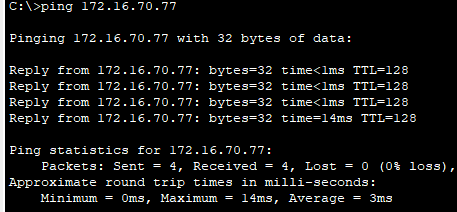 C:\>ping 172.16.70.77
Pinging 172.16.70.77 with 32 bytes of data:
Reply from 172.16.70.77: bytes=32 time<1ms TTL=128
Reply from 172.16.70.77: bytes=32 time<1ms TTL=128
Reply from 172.16.70.77: bytes=32 time<1ms TTL=128
Reply from 172.16.70.77: bytes=32 time=14ms TTL=128
Ping statistics for 172.16.70.77:
Packets: Sent = 4, Received = 4, Lost = 0 (0% loss),
Approximate round trip times in milli-seconds:
Minimum = 0ms, Maximum = 14ms, Average = 3ms